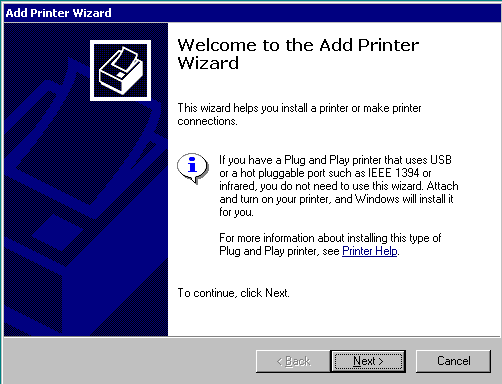 Add Printer Wizard
Welcome to the Add Printer
Wizard
This wizard helps you install a printer or make printer
connections.
If you have a Plug and Play printer that uses USB
or a hot pluggable port such as IEEE 1394 or
infrared, you do not need to use this wizard. Attach
and turn on your printer, and Windows will install it
for you.
For more information about installing this type of
Plug and Play printer, see Printer Help.
To continue, click Next.
< Back
Next >
Cancel